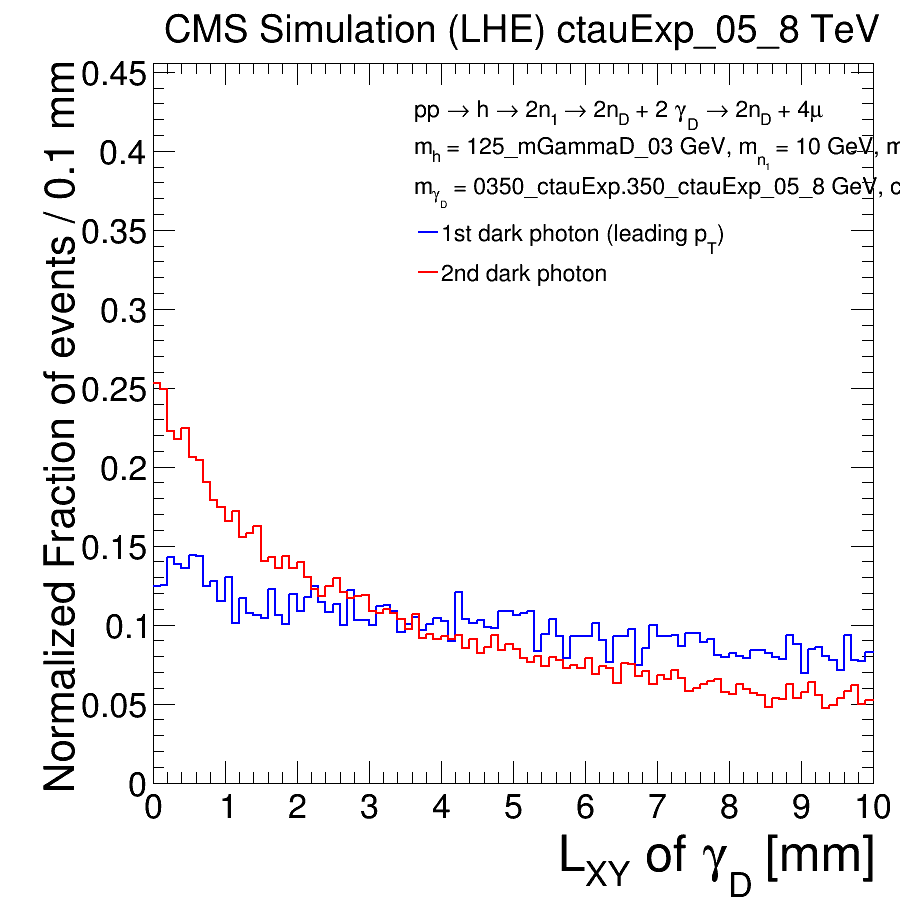 CMS Simulation (LHE) ctauExp_05_8 TeV
pp → h → 2n1 → 2nD + 2 γD → 2nD + 4μ
mh = 125_mGammaD_03 GeV, mn1 = 10 GeV, m
mγD = 0350_ctauExp.350_ctauExp_05_8 GeV, c
1st dark photon (leading pT)
2nd dark photon
Normalized Fraction of events / 0.1 mm
0.45
0.4
0.35
0.3
0.25
0.2
0.15
0.1
0.05
0
0 1 2 3 4 5 6 7 8 9 10
LXY of γD [mm]